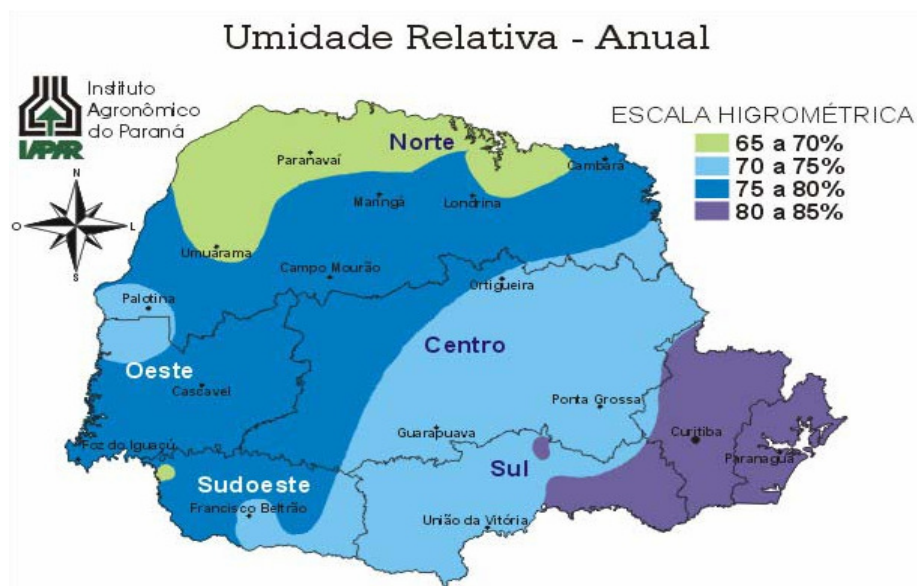 Umidade Relativa - Anual
Instituto
Agronômico
do Paraná
IAPAR
ESCALA HIGROMÉTRICA
65 a 70%
70 a 75%
75 a 80%
80 a 85%
N
O
L
S
Norte
Paranavaí
Cambará
Maringá
Londrina
Umuarama
Campo Mourão
Ortigueira
Palotina
Centro
Oeste
Cascavel
Ponta Grossa
Guarapuava
Curitiba
Foz do Iguaçú
Paranaguá
Sul
Sudoeste
Francisco Beltrão
União da Vitória